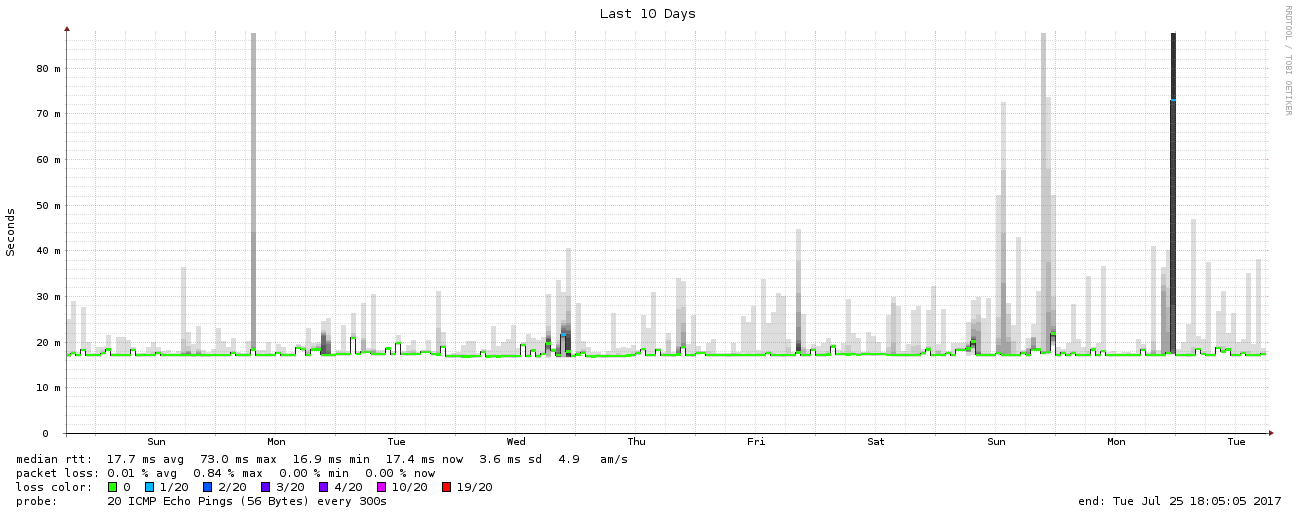 Last 10 Days
RRDTOOL / TOBI OETIKER
Seconds
80 m
70 m
60 m
50 m
40 m
30 m
20 m
10 m
0
Sun Mon Tue Wed Thu Fri Sat Sun Mon Tue
median rtt: 17.7 ms avg 73.0 ms max 16.9 ms min 17.4 ms now 3.6 ms sd 4.9 am/s
packet loss: 0.01 % avg 0.84 % max 0.00 % min 0.00 % now
loss color: 0 1/20 2/20 3/20 4/20 10/20 19/20
probe: 20 ICMP Echo Pings (56 Bytes) every 300s end: Tue Jul 25 18:05:05 2017